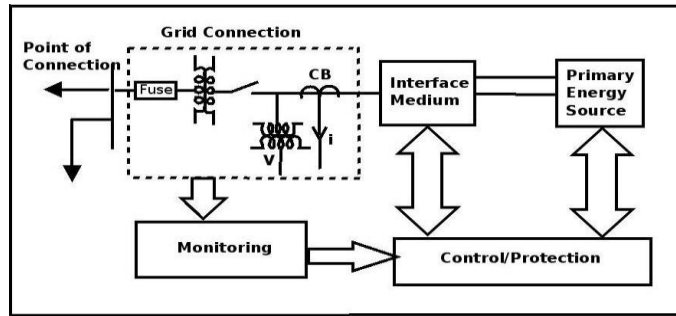 Grid Connection
Point of
Connection
Fuse
CB
V
i
Interface
Medium
Primary
Energy
Source
Monitoring
Control/Protection